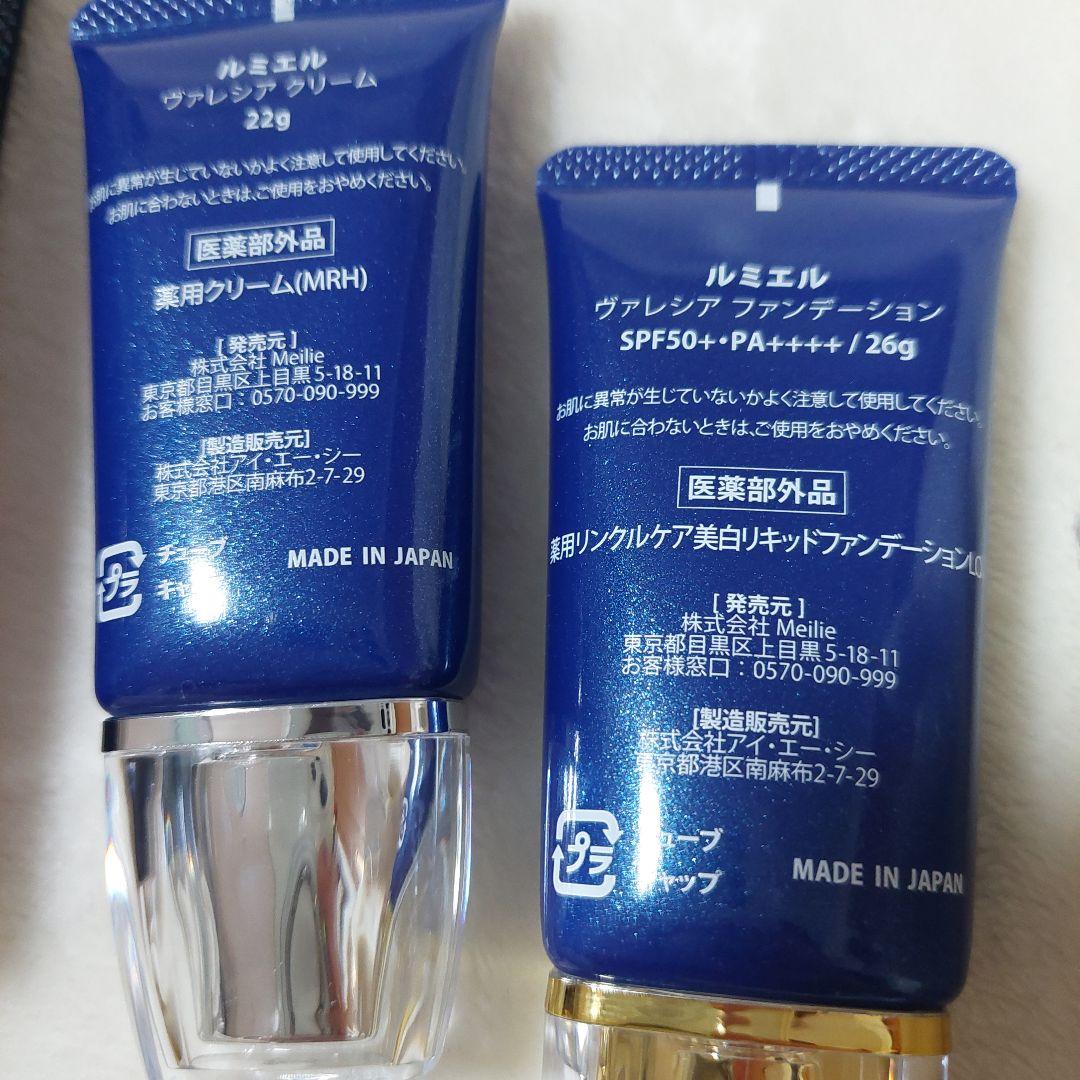 ルミエル
ヴァレシア クリーム
22g
お肌に異常が生じていないかよく注意して使用してください。
お肌に合わないときは、ご使用をおやめください。
医薬部外品
薬用クリーム(MRH)
[ 発売元 ]
株式会社 Meilie
東京都目黒区上目黒 5-18-11
お客様窓口：0570-090-999
[製造販売元]
株式会社アイ・エー・シー
東京都港区南麻布2-7-29
プラ
チューブ
MADE IN JAPAN
ルミエル
ヴァレシア ファンデーション
SPF50+・PA++++ / 26g
お肌に異常が生じていないかよく注意して使用してください。
お肌に合わないときは、ご使用をおやめください。
医薬部外品
薬用リンクルケア美白リキッドファンデーション
[ 発売元 ]
株式会社 Meilie
東京都目黒区上目黒 5-18-11
お客様窓口：0570-090-999
[製造販売元]
株式会社アイ・エー・シー
東京都港区南麻布2-7-29
プラ
チューブ
キャップ
MADE IN JAPAN